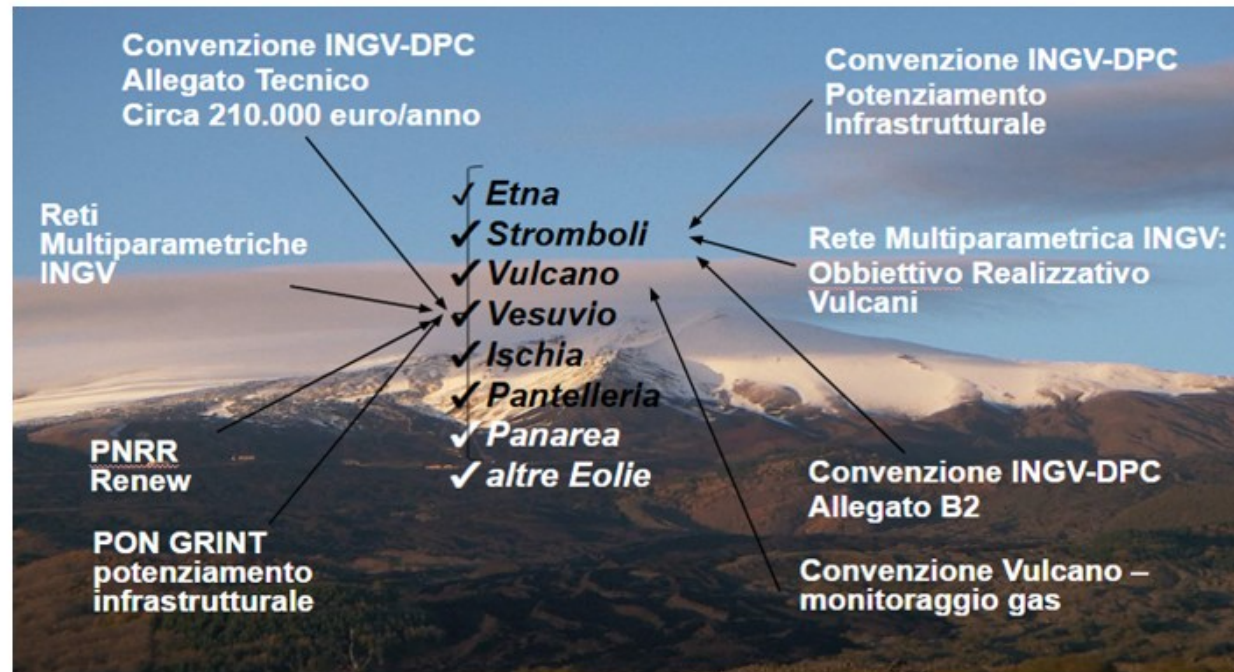 Convenzione INGV-DPC
Allegato Tecnico
Circa 210.000 euro/anno
Convenzione INGV-DPC
Potenziamento
Infrastrutturale
Reti
Multiparametriche
INGV
✓ Etna
✓ Stromboli
✓ Vulcano
✓ Vesuvio
✓ Ischia
✓ Pantelleria
✓ Panarea
✓ altre Eolie
Rete Multiparametrica INGV:
Obbiettivo Realizzativo
Vulcani
PNRR
Renew
PON GRINT
potenziamento
infrastrutturale
Convenzione INGV-DPC
Allegato B2
Convenzione Vulcano –
monitoraggio gas